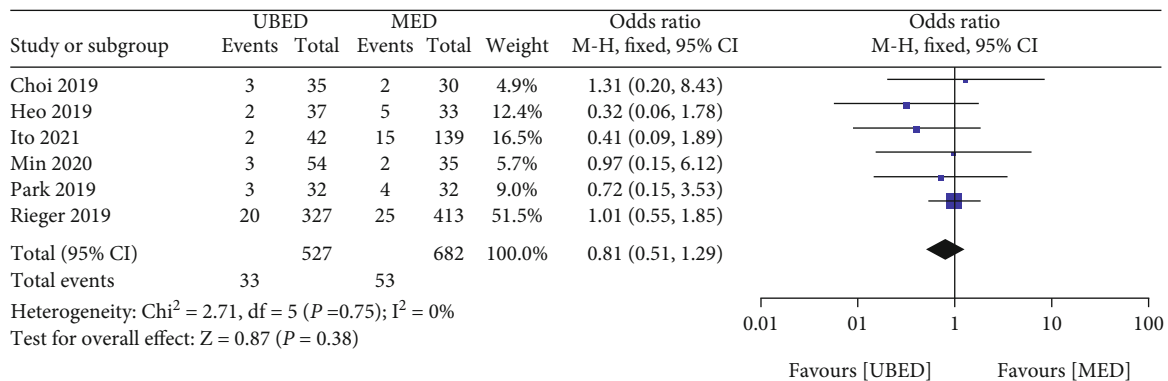 UBED MED Odds ratio Odds ratio
Study or subgroup Events Total Events Total Weight M-H, fixed, 95% CI M-H, fixed, 95% CI
Choi 2019 3 35 2 30 4.9% 1.31 (0.20, 8.43)
Heo 2019 2 37 5 33 12.4% 0.32 (0.06, 1.78)
Ito 2021 2 42 15 139 16.5% 0.41 (0.09, 1.89)
Min 2020 3 54 2 35 5.7% 0.97 (0.15, 6.12)
Park 2019 3 32 4 32 9.0% 0.72 (0.15, 3.53)
Rieger 2019 20 327 25 413 51.5% 1.01 (0.55, 1.85)
Total (95% CI) 527 682 100.0% 0.81 (0.51, 1.29)
Total events 33 53
Heterogeneity: Chi² = 2.71, df = 5 (P =0.75); I² = 0%
Test for overall effect: Z = 0.87 (P = 0.38)
0.01 01 1 10 100
Favours [UBED] Favours [MED]